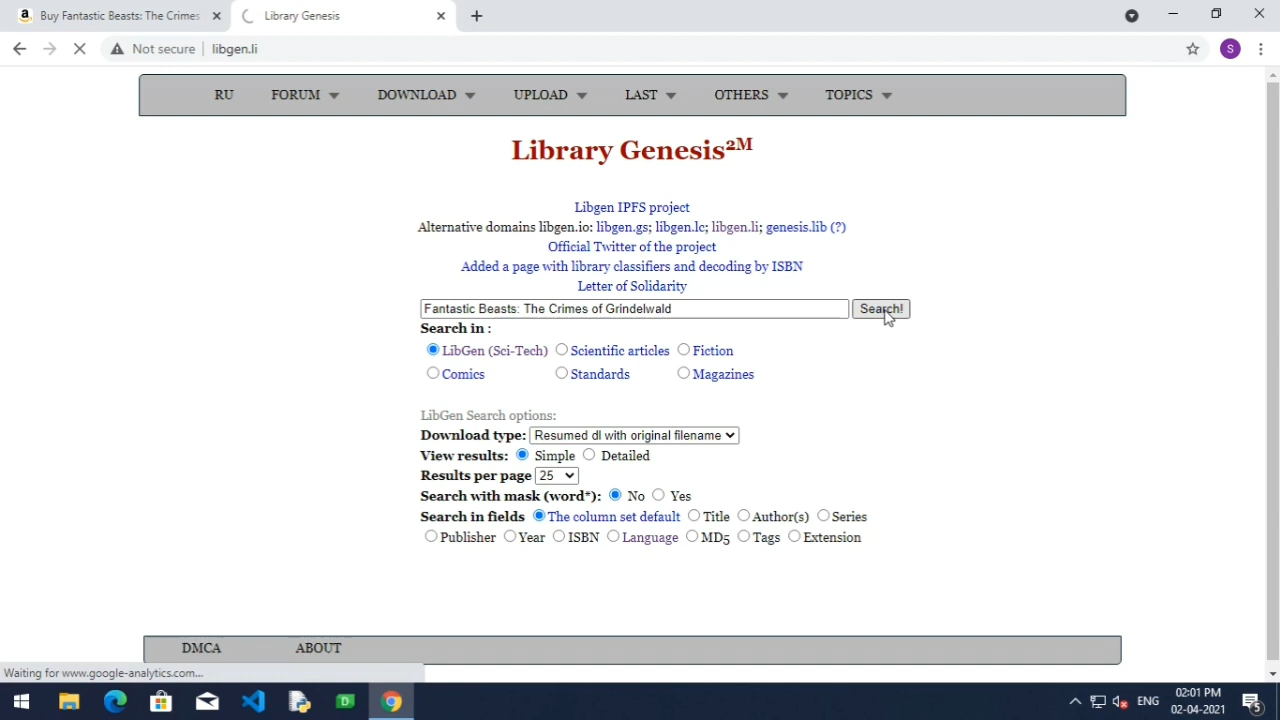 Buy Fantastic Beasts: The Crimes
Library Genesis
Not secure
libgen.li
S
RU
FORUM
DOWNLOAD
UPLOAD
LAST
OTHERS
TOPICS
Library Genesis2M
Libgen IPFS project
Alternative domains libgen.io: libgen.gs; libgen.lc; libgen.li; genesis.lib (?)
Official Twitter of the project
Added a page with library classifiers and decoding by ISBN
Letter of Solidarity
Fantastic Beasts: The Crimes of Grindelwald
Search!
Search in :
LibGen (Sci-Tech) Scientific articles Fiction
Comics Standards Magazines
LibGen Search options:
Download type: Resumed dl with original filename
View results: Simple Detailed
Results per page 25
Search with mask (word*): No Yes
Search in fields The column set default Title Author(s) Series
Publisher Year ISBN Language MD5 Tags Extension
DMCA
ABOUT
Waiting for www.google-analytics.com...
ENG
02:01 PM
02-04-2021
5